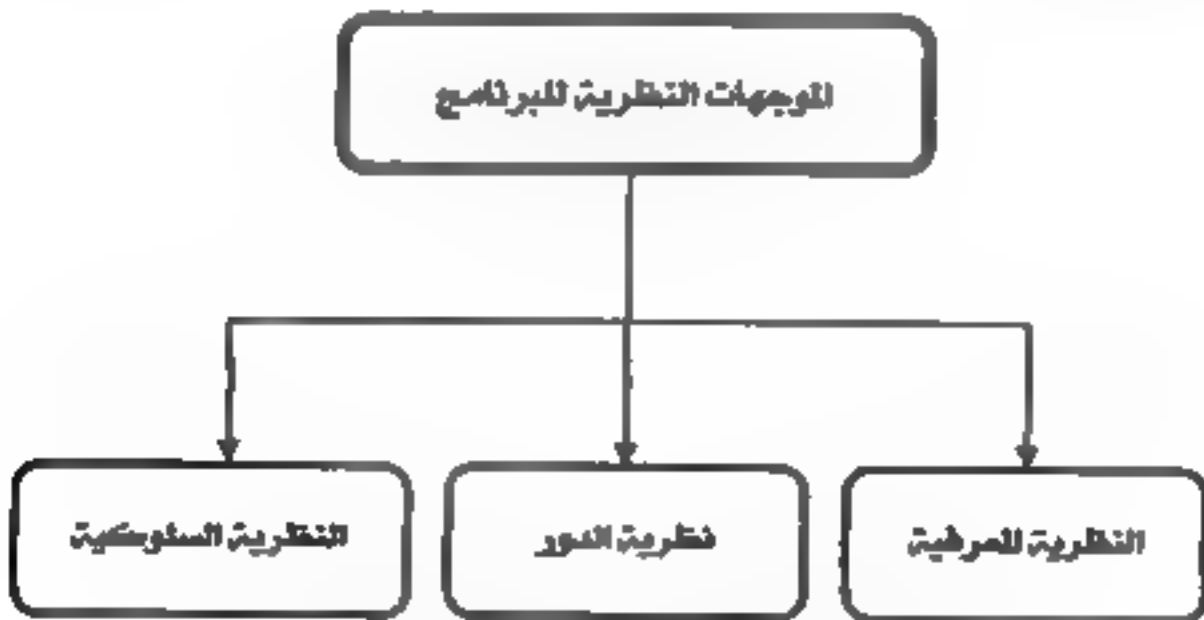 الموجهات النظرية للبرنامج
النظرية المعرفية
نظرية الدور
النظرية السلوكية